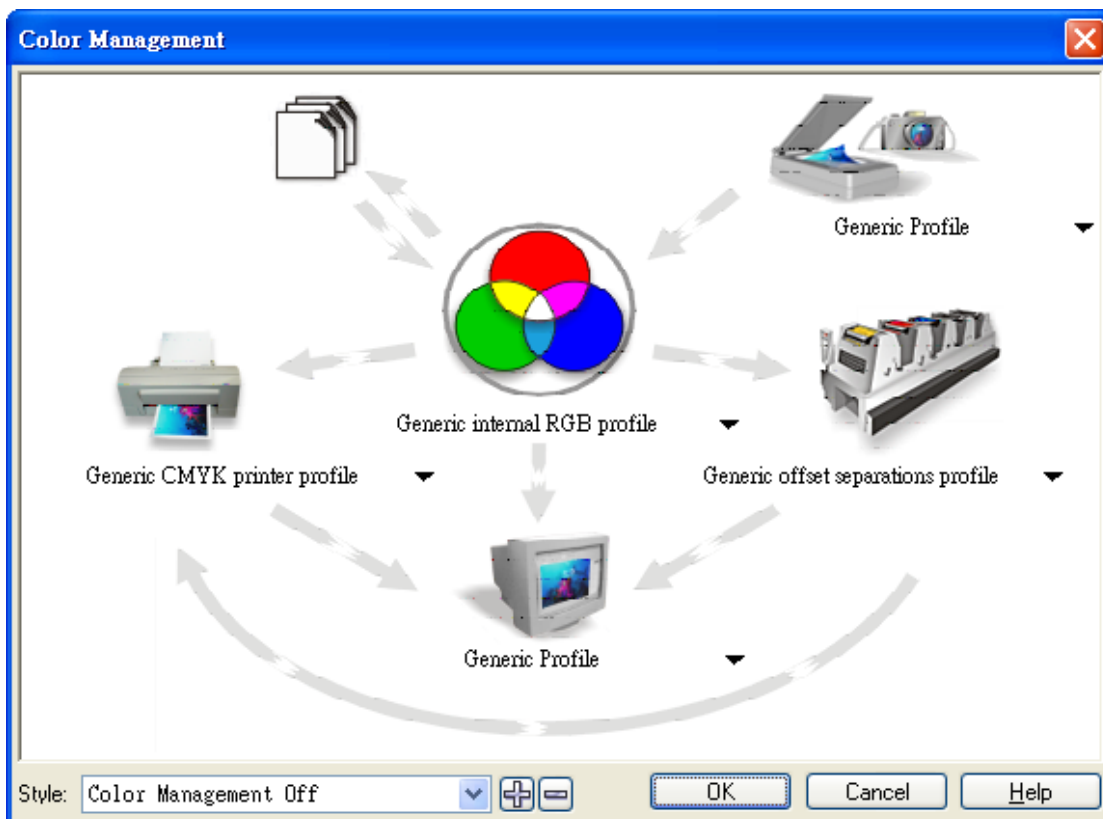 Color Management
Generic Profile
Generic internal RGB profile
Generic CMYK printer profile
Generic offset separations profile
Generic Profile
Style: Color Management Off
OK
Cancel
Help